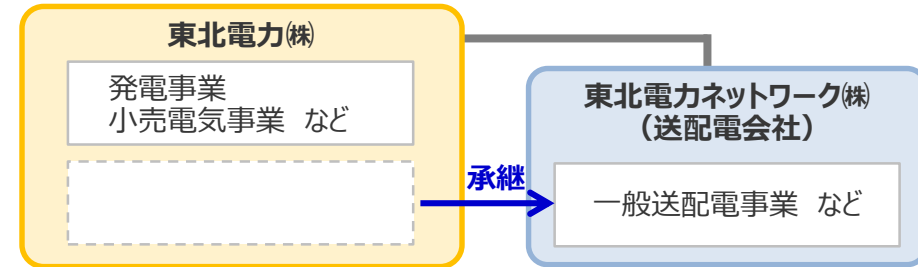 東北電力㈱
発電事業
小売電気事業 など
承継
東北電力ネットワーク㈱
(送配電会社)
一般送配電事業 など